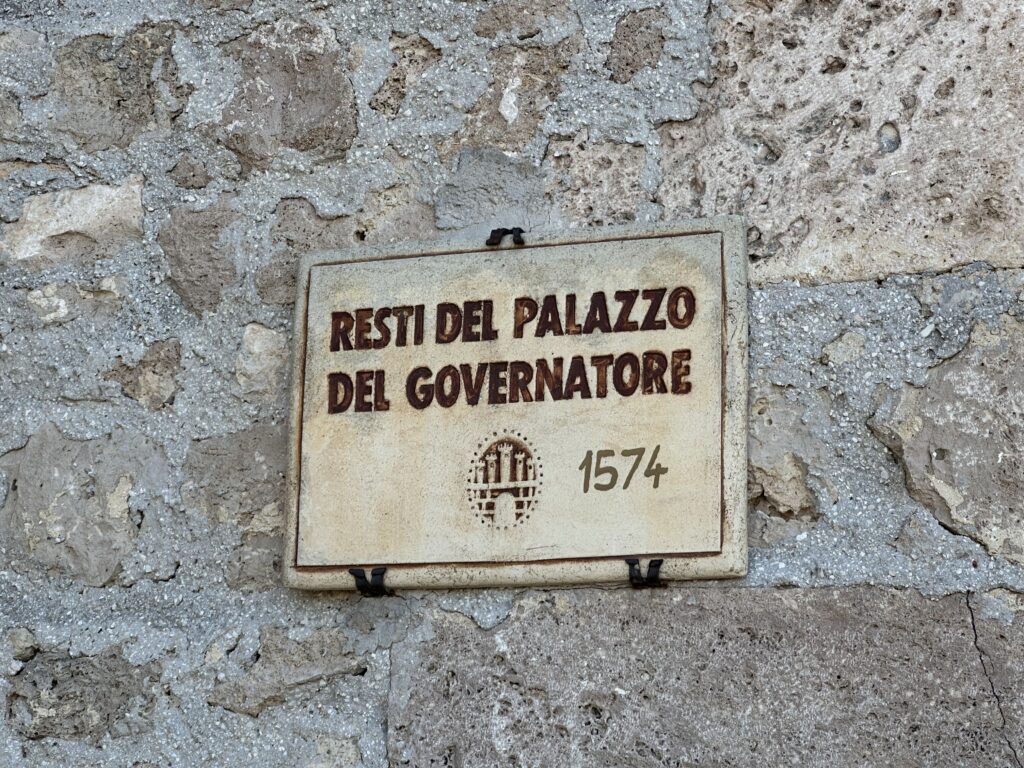 RESTI DEL PALAZZO
DEL GOVERNATORE
1574